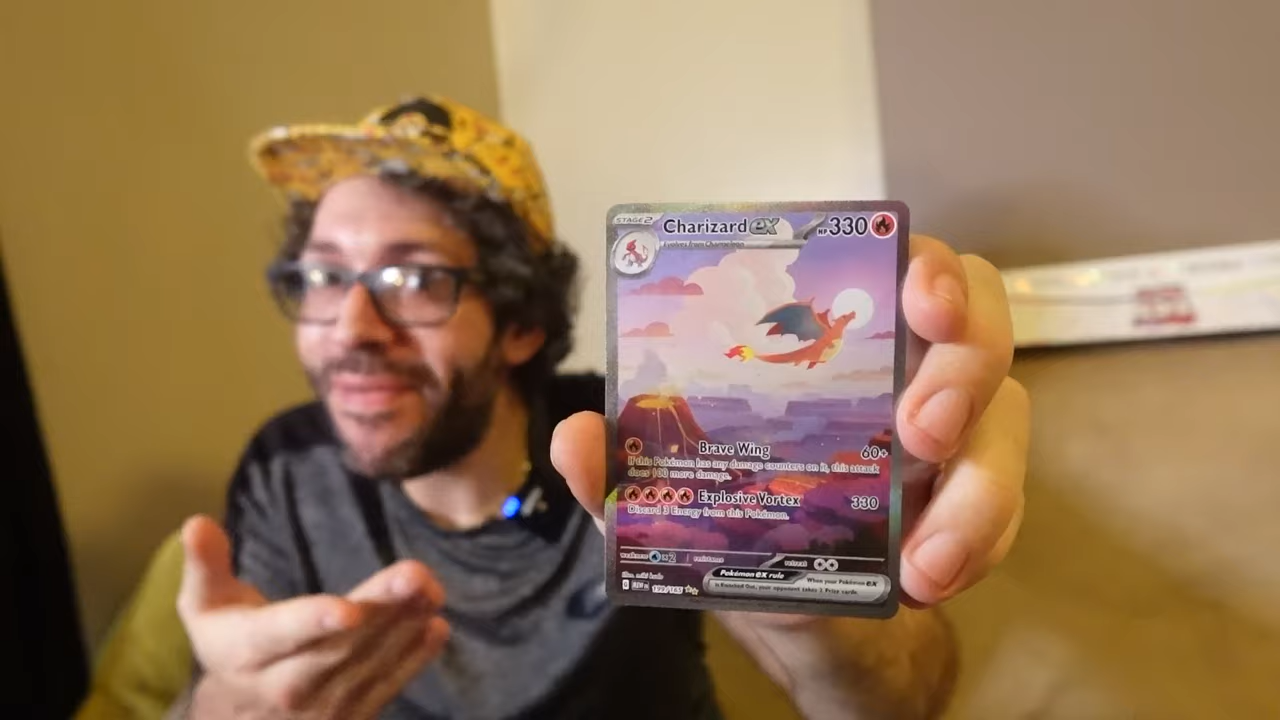 STAGE 2 Charizard ex HP 330
Evolves from Charmeleon
Brave Wing 60+
If this Pokémon has any damage counters on it, this attack
does 100 more damage.
Explosive Vortex 330
Discard 3 Energy from this Pokémon.
weakness ×2 resistance retreat
Illus. miki kudo
Pokémon ex rule When your Pokémon ex
is Knocked Out, your opponent takes 2 Prize cards.
199/165